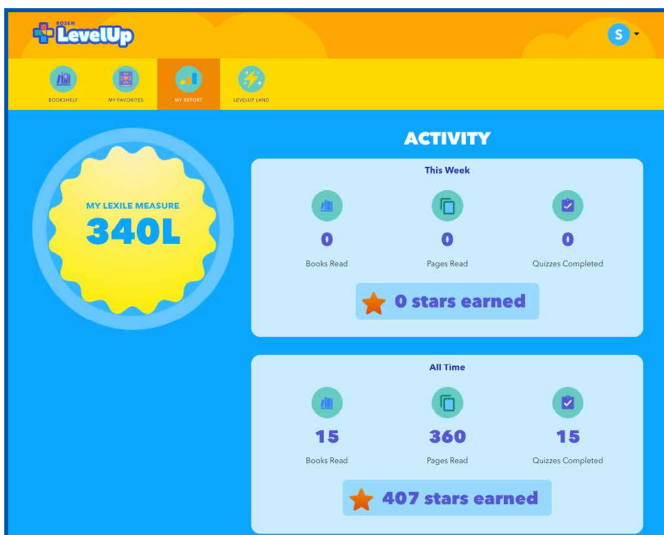 ROSEN
LevelUp
S
BOOKSHELF
MY FAVORITES
MY REPORT
LEVELUP LAND
MY LEXILE MEASURE
340L
ACTIVITY
This Week
0 0 0
Books Read Pages Read Quizzes Completed
0 stars earned
All Time
15 360 15
Books Read Pages Read Quizzes Completed
407 stars earned